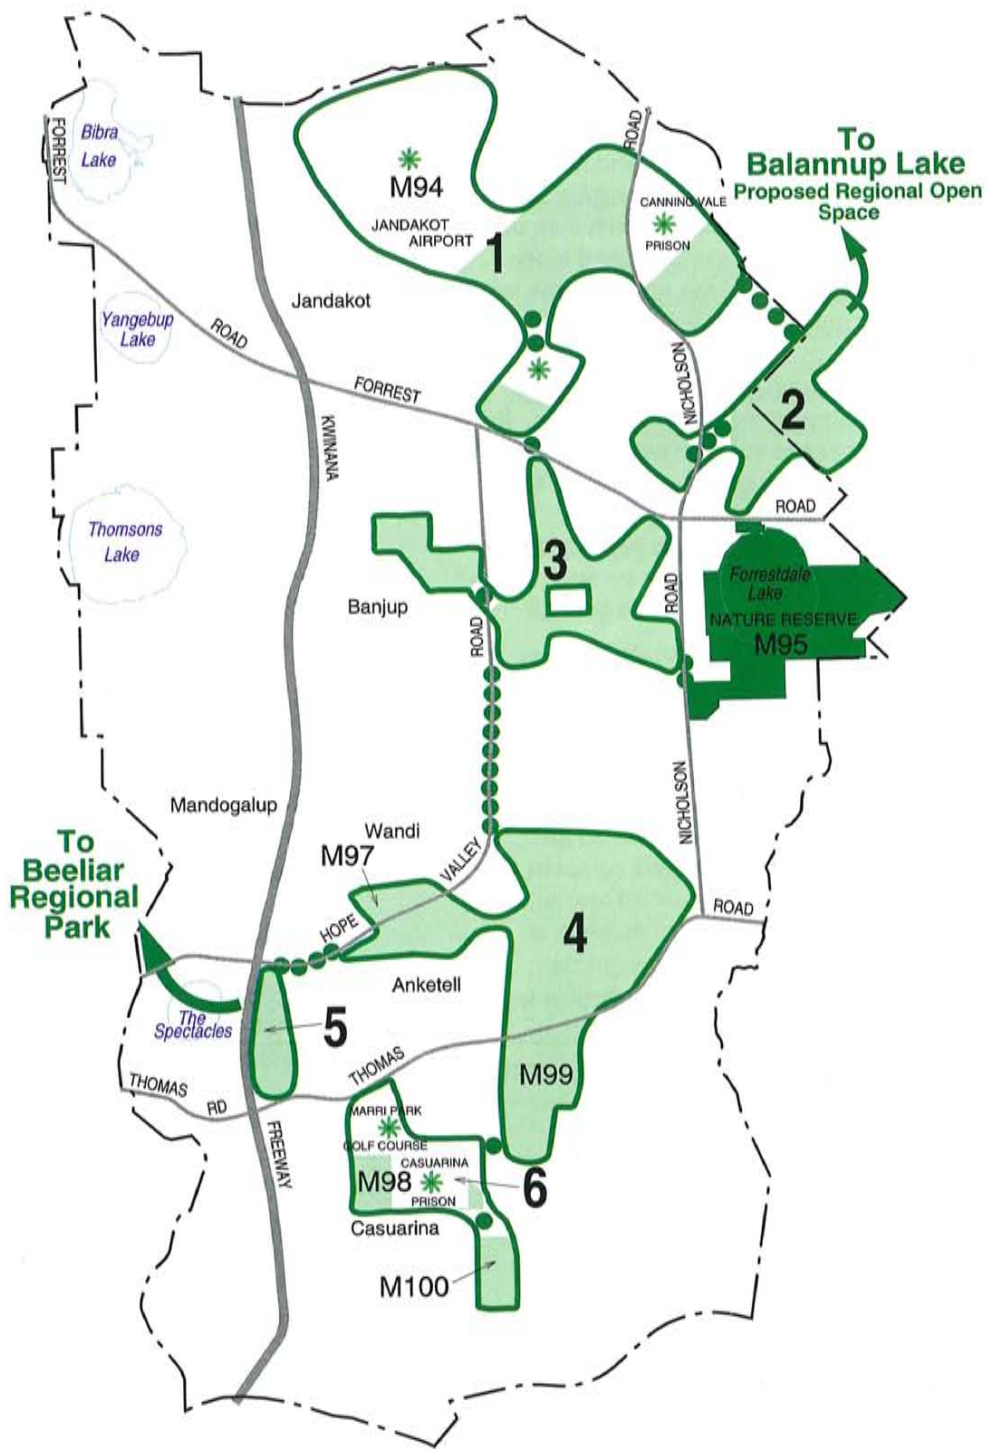 FORREST
Bibra
Lake
ROAD
To
Balannup Lake
Proposed Regional Open
Space
M94
CANNING VALE
JANDAKOT
AIRPORT
1
PRISON
Jandakot
Yangebup
Lake
ROAD
FORREST
NICHOLSON
2
KWINANA
ROAD
Thomsons
Lake
3
Forrestdale
Lake
ROAD
NATURE RESERVE
M95
Banjup
ROAD
Mandogalup
NICHOLSON
Wandi
M97
VALLEY
To
Beeliar
Regional
Park
HOPE
4
ROAD
Anketell
The
Spectacles
5
THOMAS
M99
THOMAS
RD
MARRI PARK
GOLF COURSE
FREEWAY
CASUARINA
M98
PRISON
6
Casuarina
M100